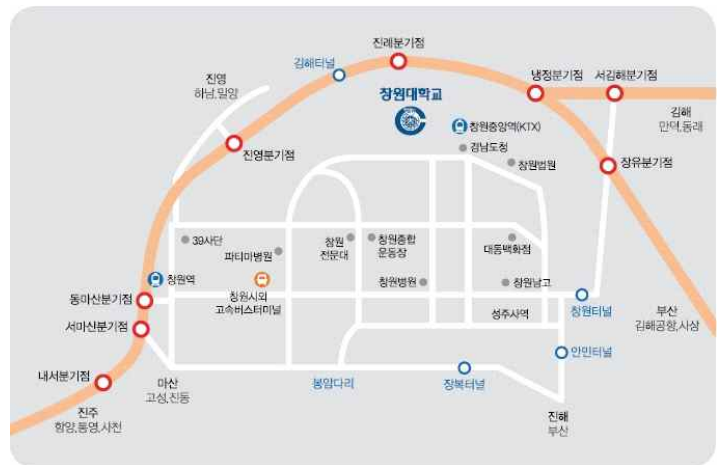 진례분기점
김해터널
냉정분기점
서김해분기점
진영
하남,밀양
창원대학교
김해
만덕,동래
창원중앙역(KTX)
경남도청
창원법원
진영분기점
장유분기점
39사단
파티마병원
창원
전문대
창원종합
운동장
대동백화점
창원역
창원시외
고속버스터미널
창원병원
창원남고
동마산분기점
서마산분기점
성주사역
창원터널
부산
김해공항,사상
안민터널
내서분기점
마산
고성,진동
봉암다리
장복터널
진주
함양,통영,사천
진해
부산